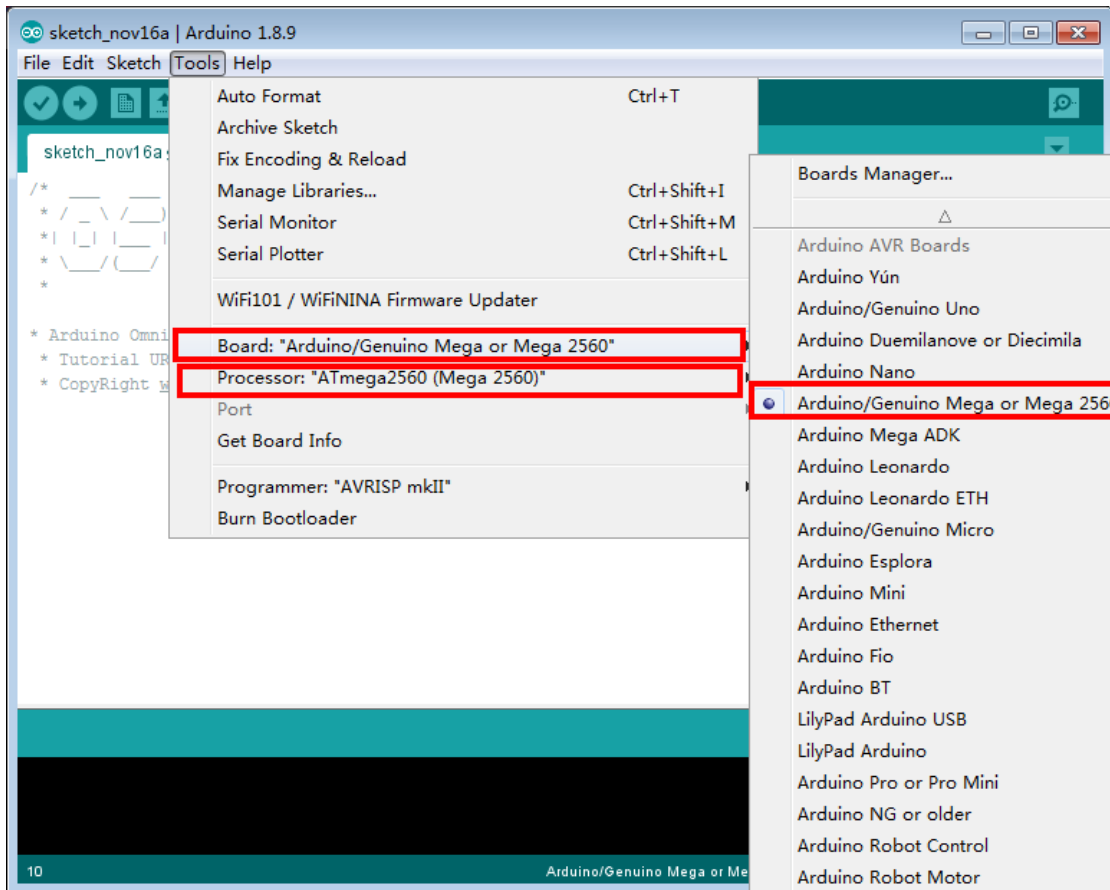 sketch_nov16a | Arduino 1.8.9
File Edit Sketch Tools Help
sketch_nov16a
/*  ___   ___
 * / _ \ /___)
 *| |_| |___ |
 * \___/(___/
 *
* Arduino Omni
* Tutorial UR
* CopyRight w
Auto Format Ctrl+T
Archive Sketch
Fix Encoding & Reload
Manage Libraries... Ctrl+Shift+I
Serial Monitor Ctrl+Shift+M
Serial Plotter Ctrl+Shift+L
WiFi101 / WiFiNINA Firmware Updater
Board: "Arduino/Genuino Mega or Mega 2560"
Processor: "ATmega2560 (Mega 2560)"
Port
Get Board Info
Programmer: "AVRISP mkII"
Burn Bootloader
Boards Manager...
△
Arduino AVR Boards
Arduino Yún
Arduino/Genuino Uno
Arduino Duemilanove or Diecimila
Arduino Nano
Arduino/Genuino Mega or Mega 256
Arduino Mega ADK
Arduino Leonardo
Arduino Leonardo ETH
Arduino/Genuino Micro
Arduino Esplora
Arduino Mini
Arduino Ethernet
Arduino Fio
Arduino BT
LilyPad Arduino USB
LilyPad Arduino
Arduino Pro or Pro Mini
Arduino NG or older
Arduino Robot Control
Arduino Robot Motor
10 Arduino/Genuino Mega or Me